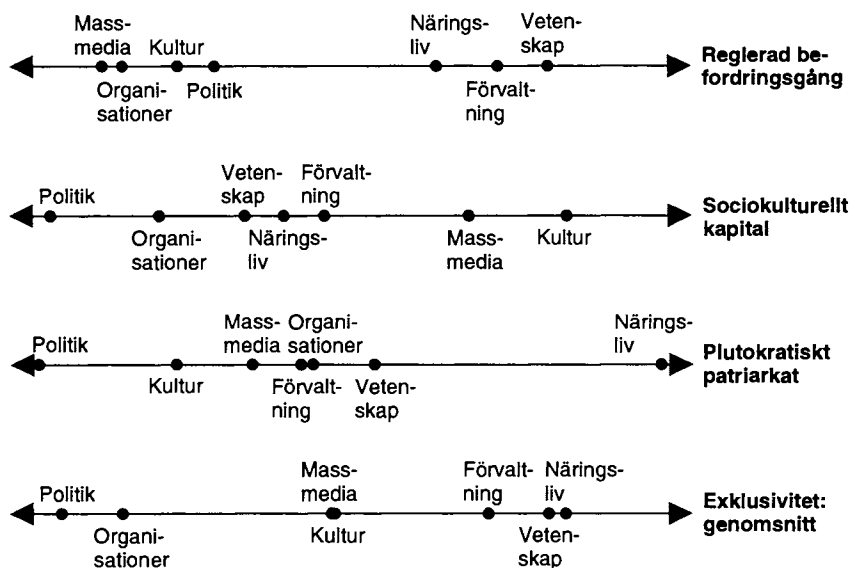 Mass-
media
Kultur
Närings-
liv
Veten-
skap
Organi-
sationer
Politik
Förvalt-
ning
Reglerad be-
fordringsgång
Politik
Veten-
skap
Förvalt-
ning
Organi-
sationer
Närings-
liv
Mass-
media
Kultur
Sociokulturellt
kapital
Politik
Mass-
media
Organi-
sationer
Närings-
liv
Kultur
Förvalt-
ning
Veten-
skap
Plutokratiskt
patriarkat
Politik
Mass-
media
Förvalt-
ning
Närings-
liv
Organi-
sationer
Kultur
Veten-
skap
Exklusivitet:
genomsnitt